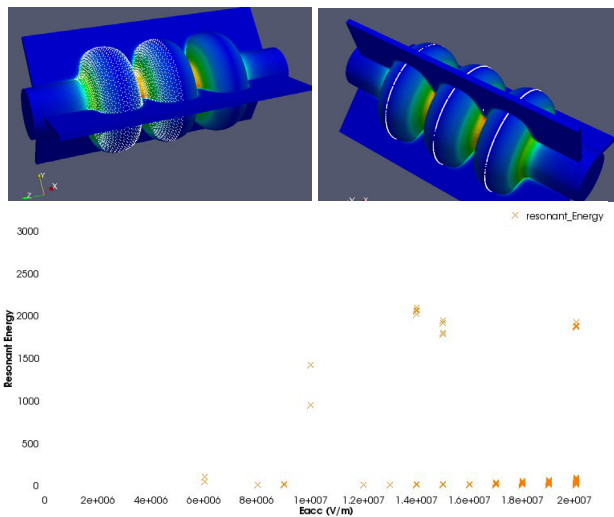 Y
X
Z
Y X
resonant_Energy
3000
2500
2000
1500
1000
500
0
Resonant Energy
0 2e+006 4e+006 6e+006 8e+006 1e+007 1.2e+007 1.4e+007 1.6e+007 1.8e+007 2e+007
Eacc (V/m)